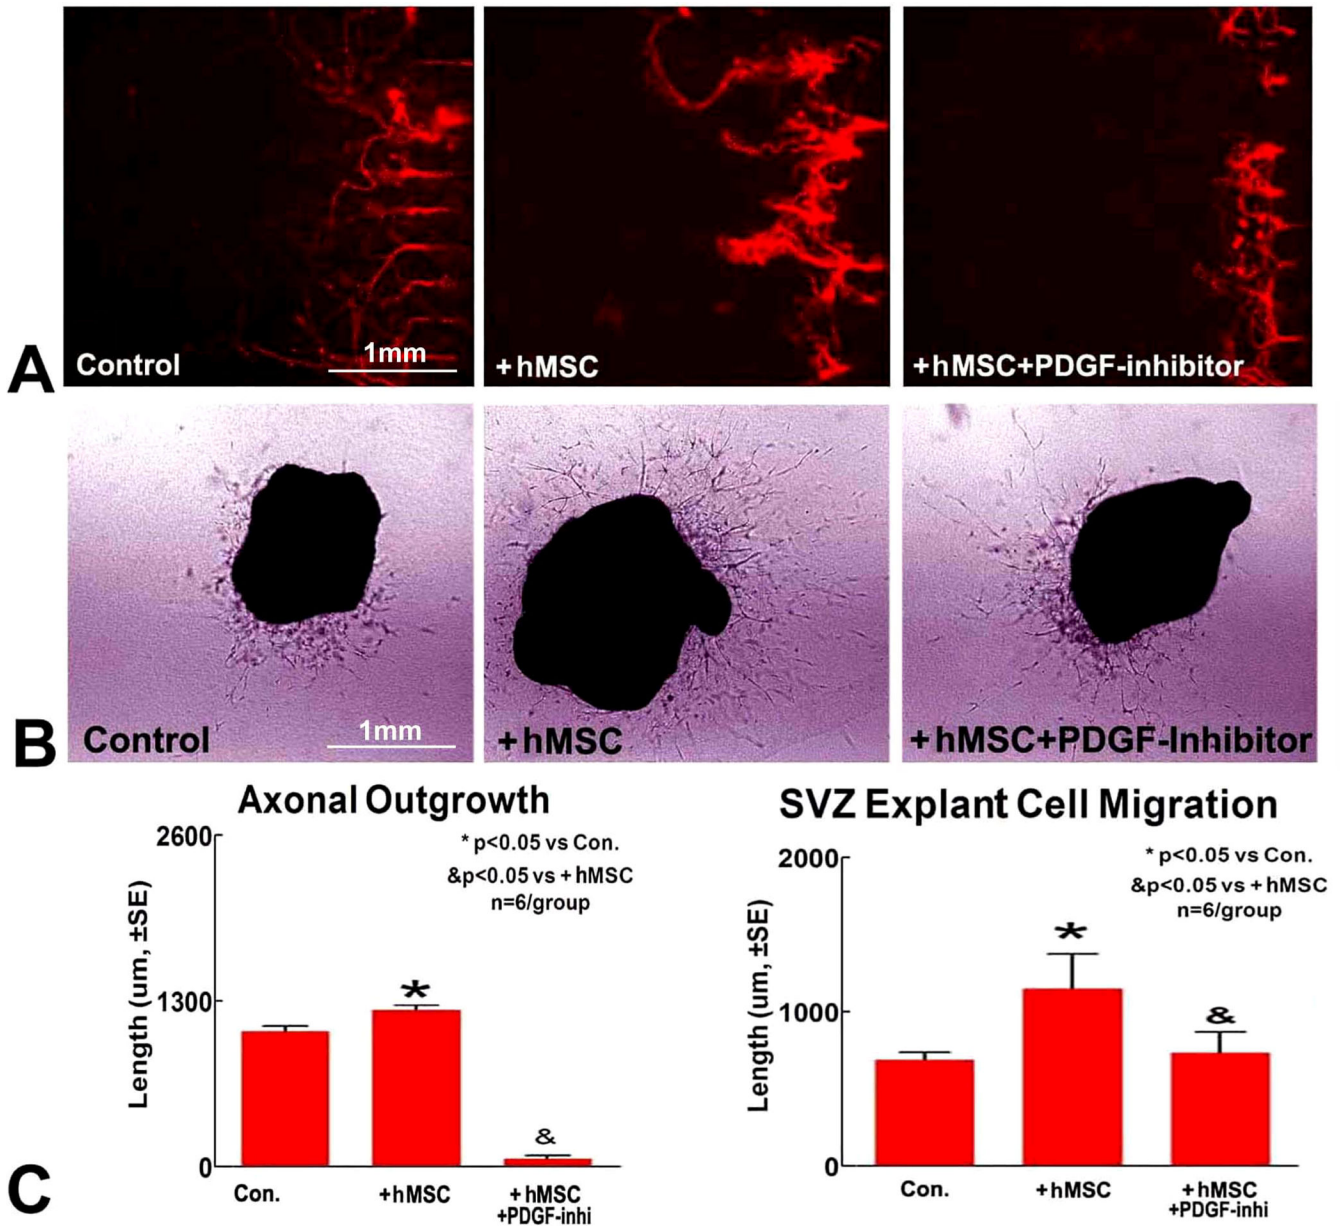 A
Control
1mm
+hMSC
+hMSC+PDGF-inhibitor
B
Control
1mm
+hMSC
+hMSC+PDGF-Inhibitor
C
Axonal Outgrowth
* p<0.05 vs Con.
&p<0.05 vs + hMSC
n=6/group
Length (um, ±SE)
2600
1300
0
*
&
Con.
+hMSC
+ hMSC
+PDGF-inhi
SVZ Explant Cell Migration
* p<0.05 vs Con.
&p<0.05 vs + hMSC
n=6/group
Length (um, ±SE)
2000
1000
0
*
&
Con.
+hMSC
+ hMSC
+PDGF-inhi